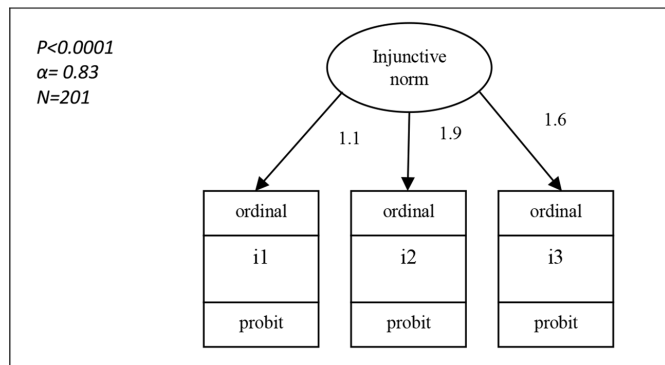 P<0.0001
α= 0.83
N=201
Injunctive
norm
1.1
1.9
1.6
ordinal
ordinal
ordinal
i1
i2
i3
probit
probit
probit